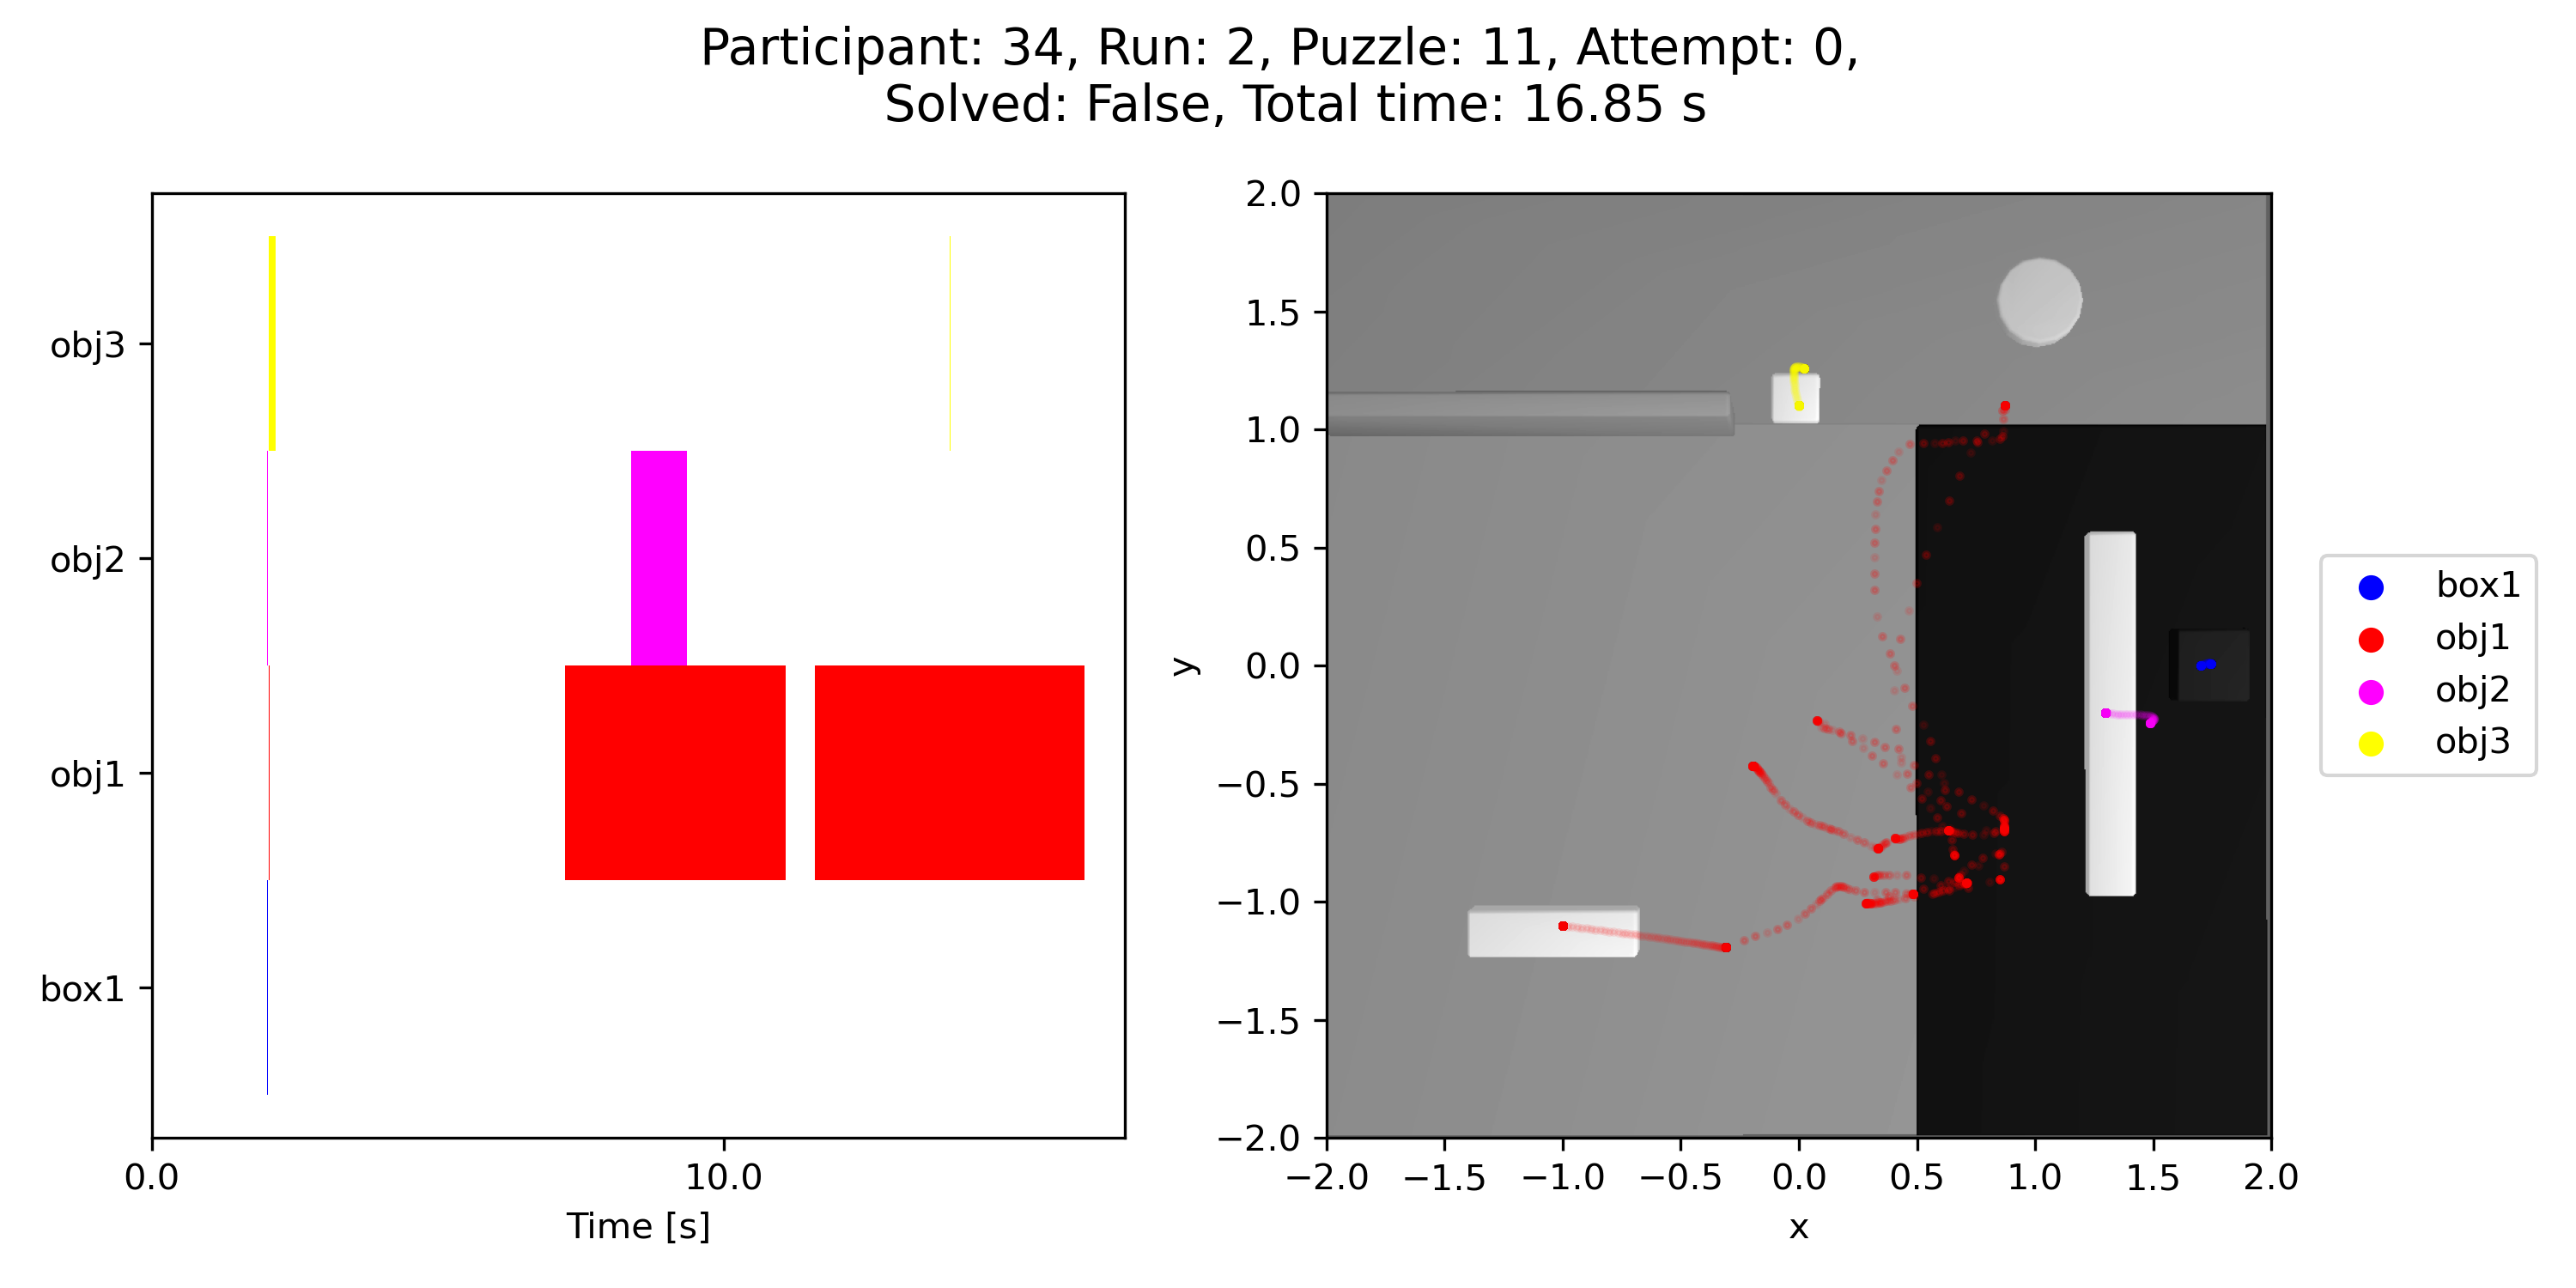 Participant: 34, Run: 2, Puzzle: 11, Attempt: 0,
Solved: False, Total time: 16.85 s
obj3
obj2
obj1
box1
0.0
10.0
Time [s]
2.0
1.5
1.0
0.5
0.0
−0.5
−1.0
−1.5
−2.0
y
−2.0 −1.5 −1.0 −0.5 0.0 0.5 1.0 1.5 2.0
x
box1
obj1
obj2
obj3